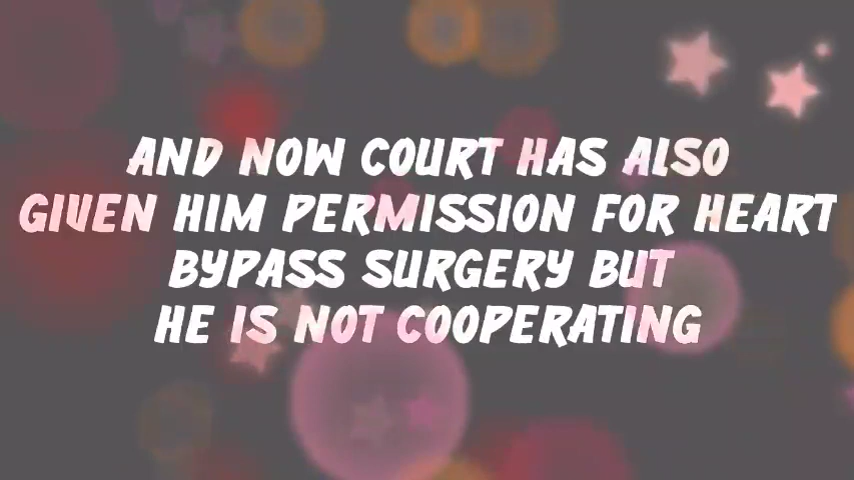 AND NOW COURT HAS ALSO
GIVEN HIM PERMISSION FOR HEART
BYPASS SURGERY BUT
HE IS NOT COOPERATING